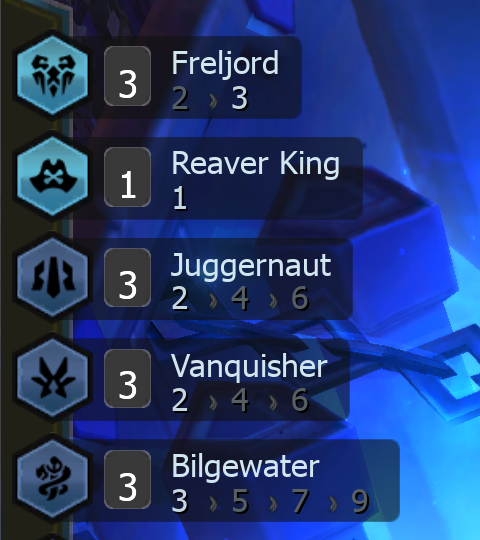 3 Freljord
2 › 3
1 Reaver King
1
3 Juggernaut
2 › 4 › 6
3 Vanquisher
2 › 4 › 6
3 Bilgewater
3 › 5 › 7 › 9